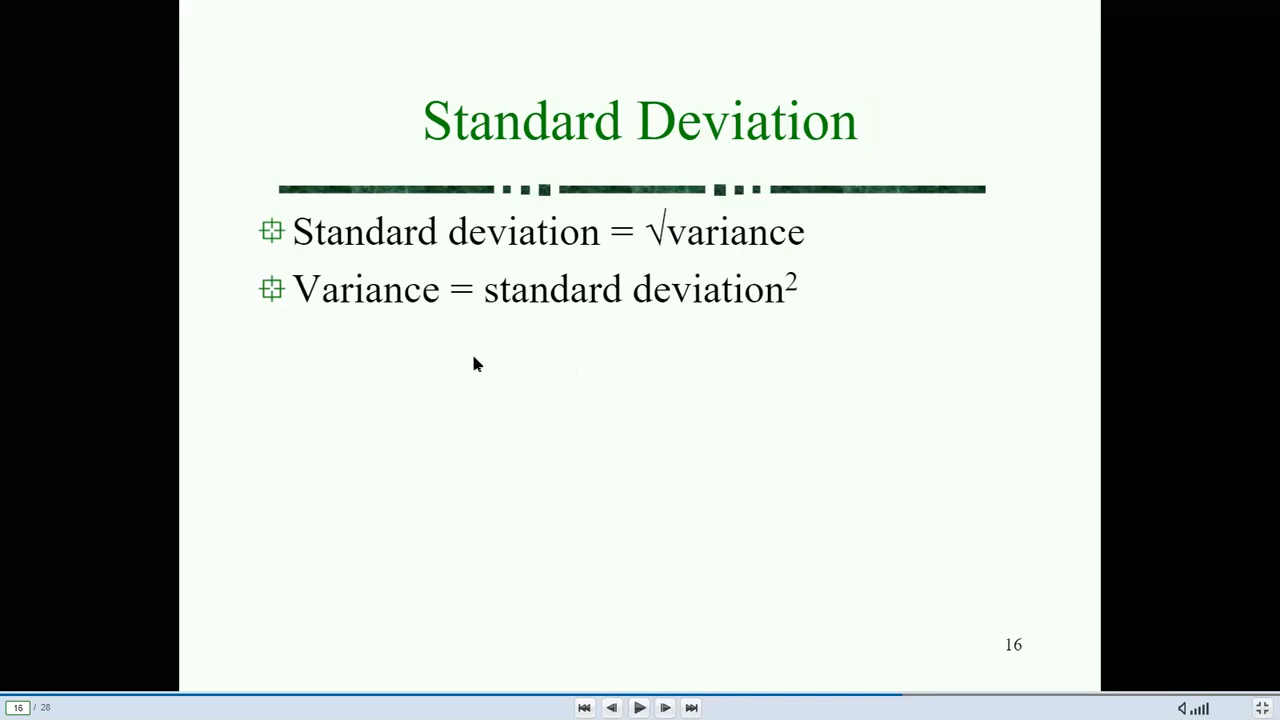 Standard Deviation
Standard deviation = √variance
Variance = standard deviation²
16
16 / 28